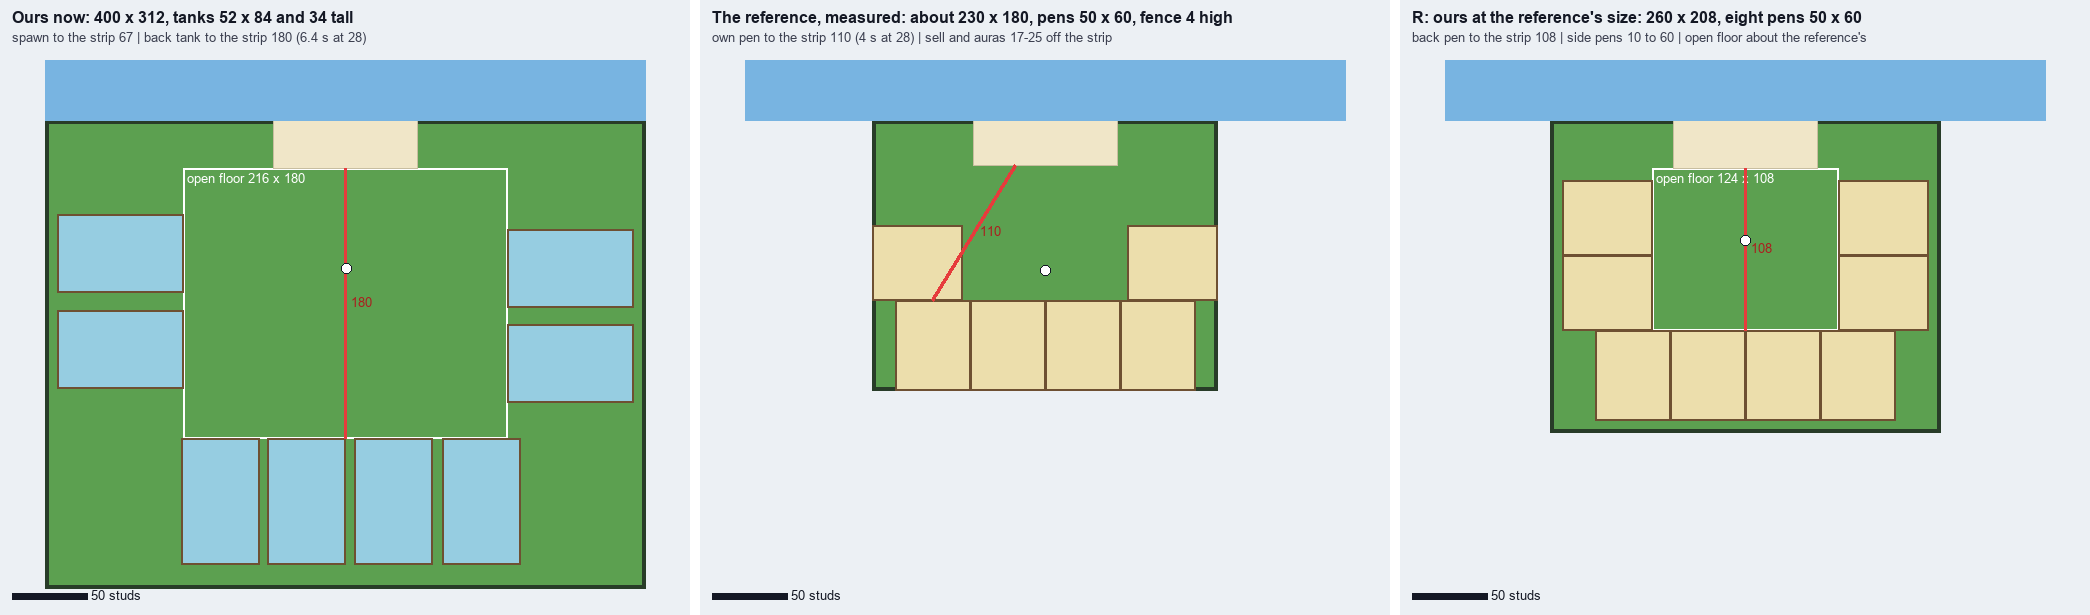 Ours now: 400 x 312, tanks 52 x 84 and 34 tall
spawn to the strip 67 | back tank to the strip 180 (6.4 s at 28)
open floor 216 x 180
180
50 studs
The reference, measured: about 230 x 180, pens 50 x 60, fence 4 high
own pen to the strip 110 (4 s at 28) | sell and auras 17-25 off the strip
110
50 studs
R: ours at the reference's size: 260 x 208, eight pens 50 x 60
back pen to the strip 108 | side pens 10 to 60 | open floor about the reference's
open floor 124 x 108
108
50 studs